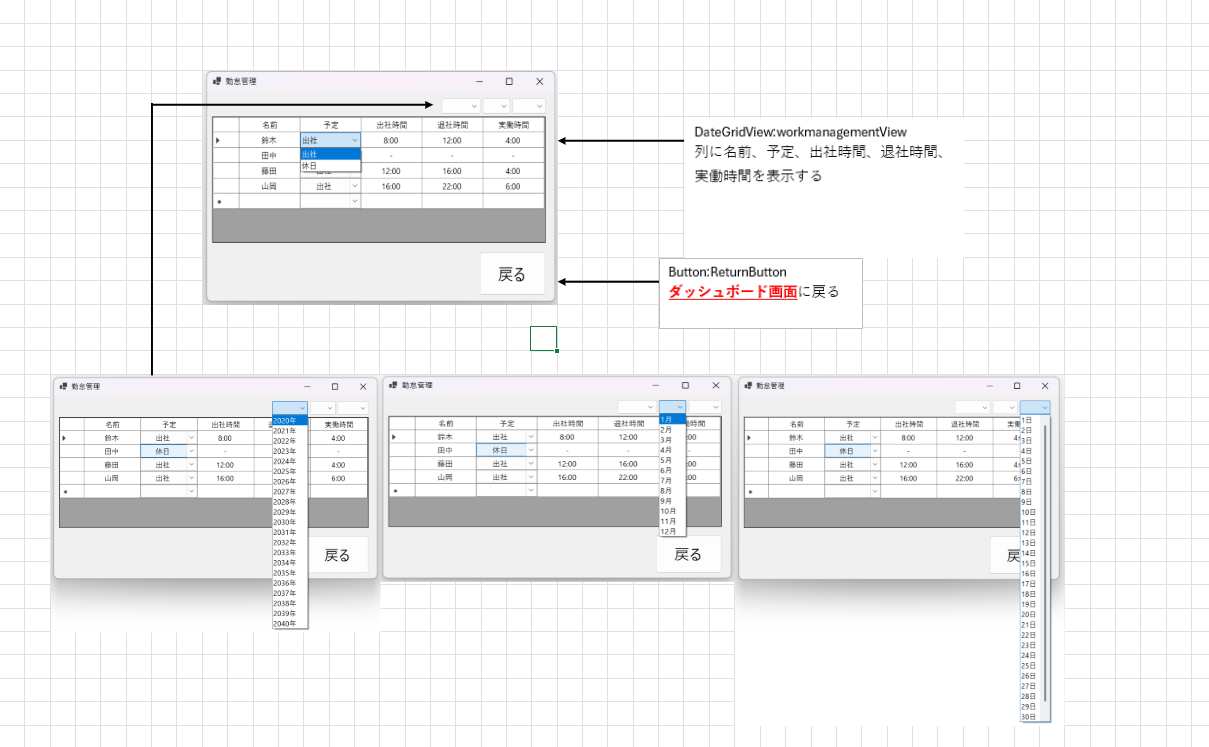 勤怠管理
名前 予定 出社時間 退社時間 実働時間
鈴木 出社 8:00 12:00 4:00
田中 出社 - - -
休日
藤田 12:00 16:00 4:00
山岡 出社 16:00 22:00 6:00
戻る
DateGridView:workmanagementView
列に名前、予定、出社時間、退社時間、
実働時間を表示する
Button:ReturnButton
ダッシュボード画面に戻る
勤怠管理
2020年
名前 予定 出社時間 実働時間
2021年
鈴木 出社 8:00 4:00
2022年
田中 休日 - -
2023年
2024年
藤田 出社 12:00 4:00
2025年
山岡 出社 16:00 6:00
2026年
2027年
2028年
2029年
2030年
2031年
2032年
2033年
戻る
2034年
2035年
2036年
2037年
2038年
2039年
2040年
勤怠管理
1月
名前 予定 出社時間 退社時間 働時間
2月
鈴木 出社 8:00 12:00 :00
3月
田中 休日 - - -
4月
5月
藤田 出社 12:00 16:00 :00
6月
山岡 出社 16:00 22:00 :00
7月
8月
9月
10月
11月
12月
戻る
勤怠管理
1日
名前 予定 出社時間 退社時間 実
2日
鈴木 出社 8:00 12:00 4:
3日
田中 休日 - -
4日
5日
藤田 出社 12:00 16:00 4:
6日
山岡 出社 16:00 22:00 6:
7日
8日
9日
10日
11日
12日
13日
14日
戻
15日
16日
17日
18日
19日
20日
21日
22日
23日
24日
25日
26日
27日
28日
29日
30日